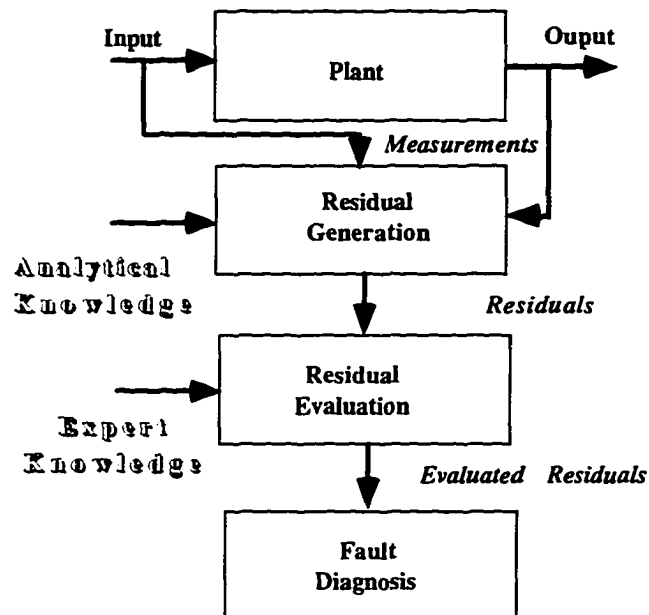 Input
Ouput
Plant
Measurements
Residual
Generation
Analytical
Knowledge
Residuals
Residual
Evaluation
Expert
Knowledge
Evaluated Residuals
Fault
Diagnosis